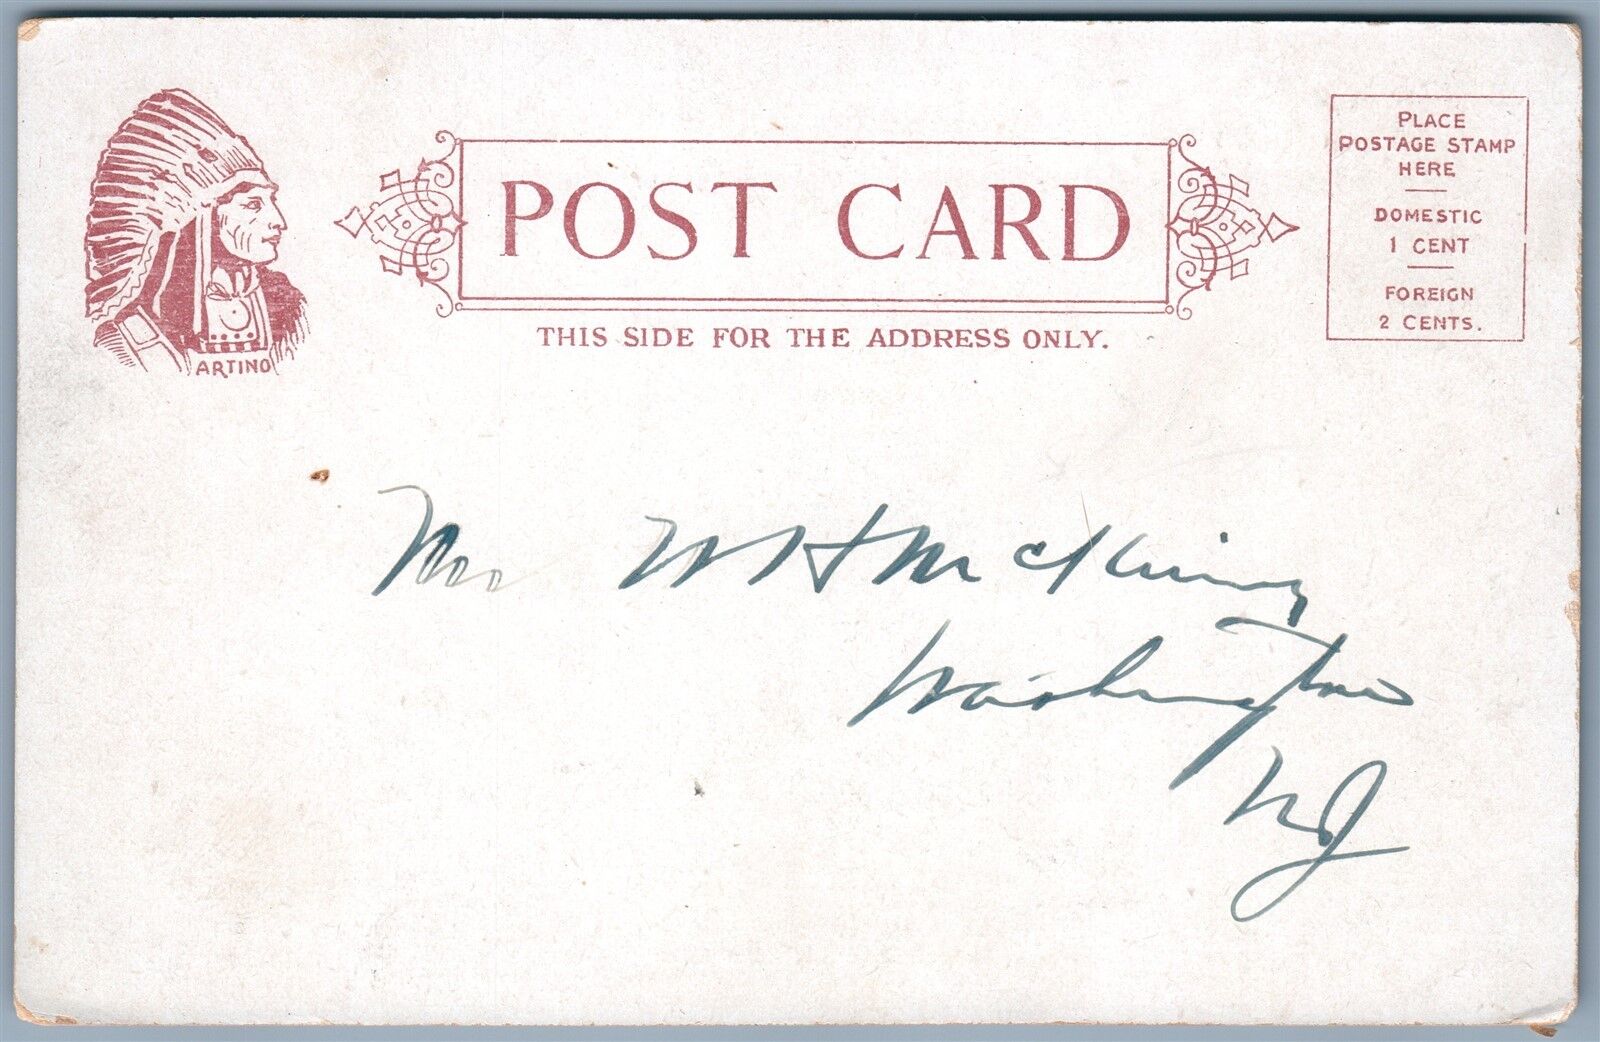 POST CARD
THIS SIDE FOR THE ADDRESS ONLY.
ARTINO
PLACE
POSTAGE STAMP
HERE
DOMESTIC
1 CENT
FOREIGN
2 CENTS.
W H McKinny
Washington
N.J